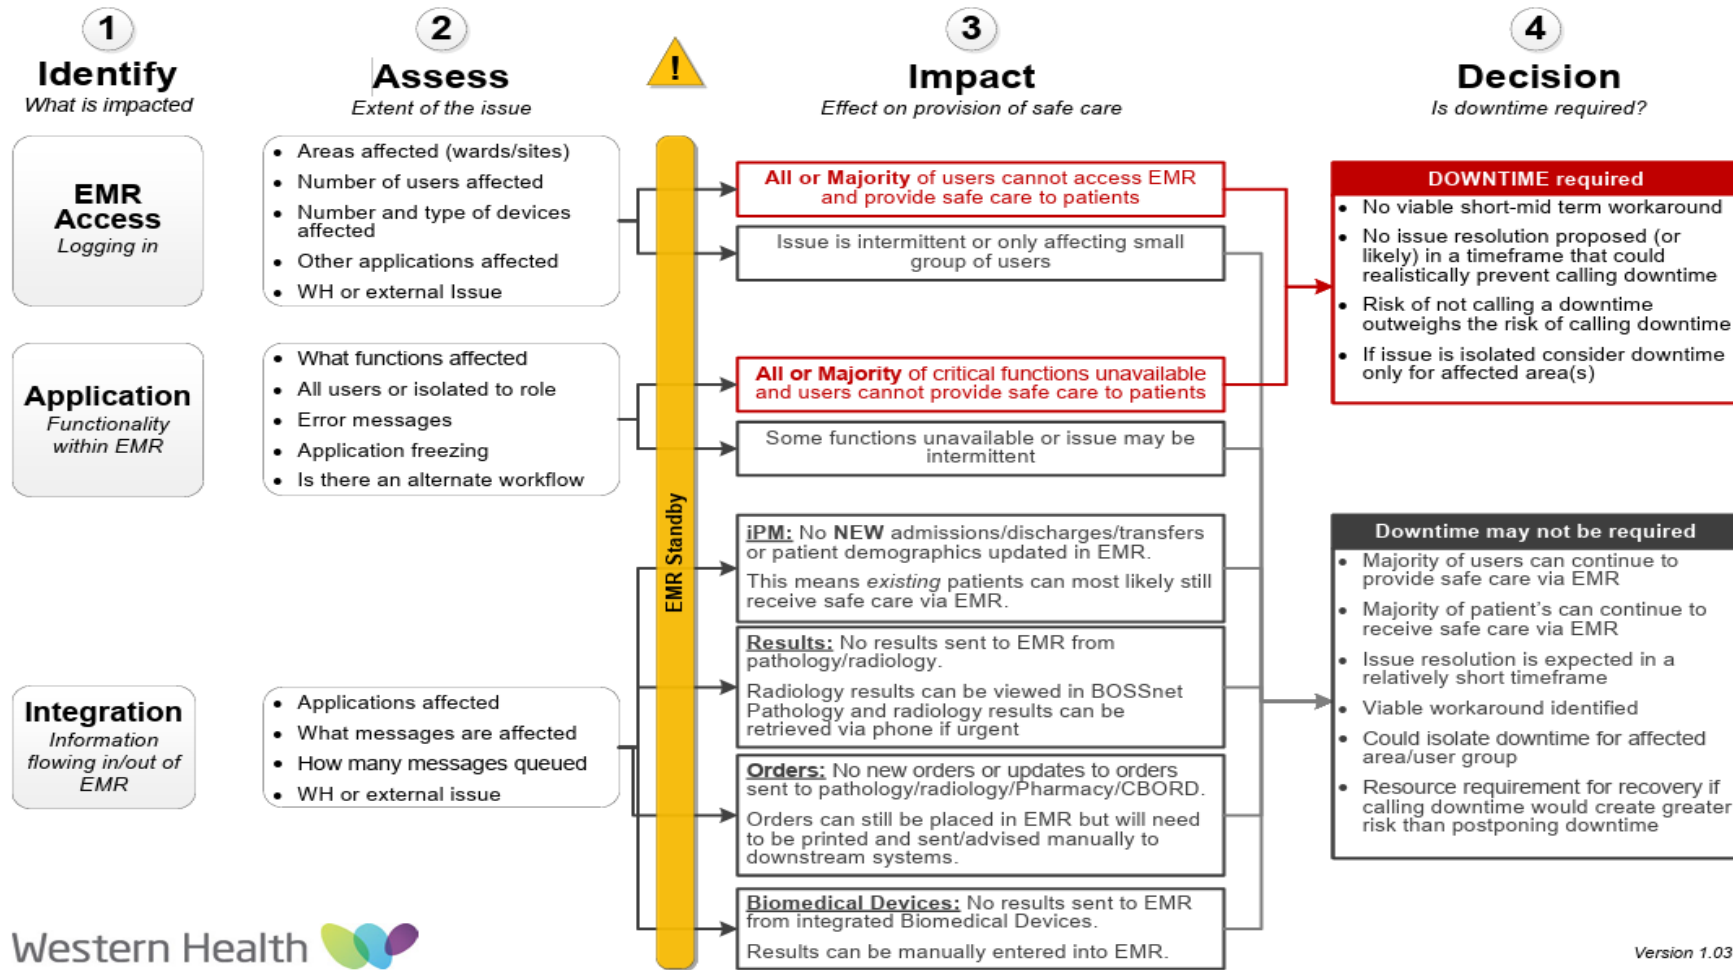 1
Identify
What is impacted
2
Assess
Extent of the issue
!
3
Impact
Effect on provision of safe care
4
Decision
Is downtime required?
EMR
Access
Logging in
• Areas affected (wards/sites)
• Number of users affected
• Number and type of devices
affected
• Other applications affected
• WH or external Issue
All or Majority of users cannot access EMR
and provide safe care to patients
Issue is intermittent or only affecting small
group of users
DOWNTIME required
• No viable short-mid term workaround
• No issue resolution proposed (or
likely) in a timeframe that could
realistically prevent calling downtime
• Risk of not calling a downtime
outweighs the risk of calling downtime
• If issue is isolated consider downtime
only for affected area(s)
Application
Functionality
within EMR
• What functions affected
• All users or isolated to role
• Error messages
• Application freezing
• Is there an alternate workflow
All or Majority of critical functions unavailable
and users cannot provide safe care to patients
Some functions unavailable or issue may be
intermittent
EMR Standby
Integration
Information
flowing in/out of
EMR
• Applications affected
• What messages are affected
• How many messages queued
• WH or external issue
iPM: No NEW admissions/discharges/transfers
or patient demographics updated in EMR.
This means existing patients can most likely still
receive safe care via EMR.
Results: No results sent to EMR from
pathology/radiology.
Radiology results can be viewed in BOSSnet
Pathology and radiology results can be
retrieved via phone if urgent
Orders: No new orders or updates to orders
sent to pathology/radiology/Pharmacy/CBORD.
Orders can still be placed in EMR but will need
to be printed and sent/advised manually to
downstream systems.
Biomedical Devices: No results sent to EMR
from integrated Biomedical Devices.
Results can be manually entered into EMR.
Downtime may not be required
• Majority of users can continue to
provide safe care via EMR
• Majority of patient's can continue to
receive safe care via EMR
• Issue resolution is expected in a
relatively short timeframe
• Viable workaround identified
• Could isolate downtime for affected
area/user group
• Resource requirement for recovery if
calling downtime would create greater
risk than postponing downtime
Western Health
Version 1.03